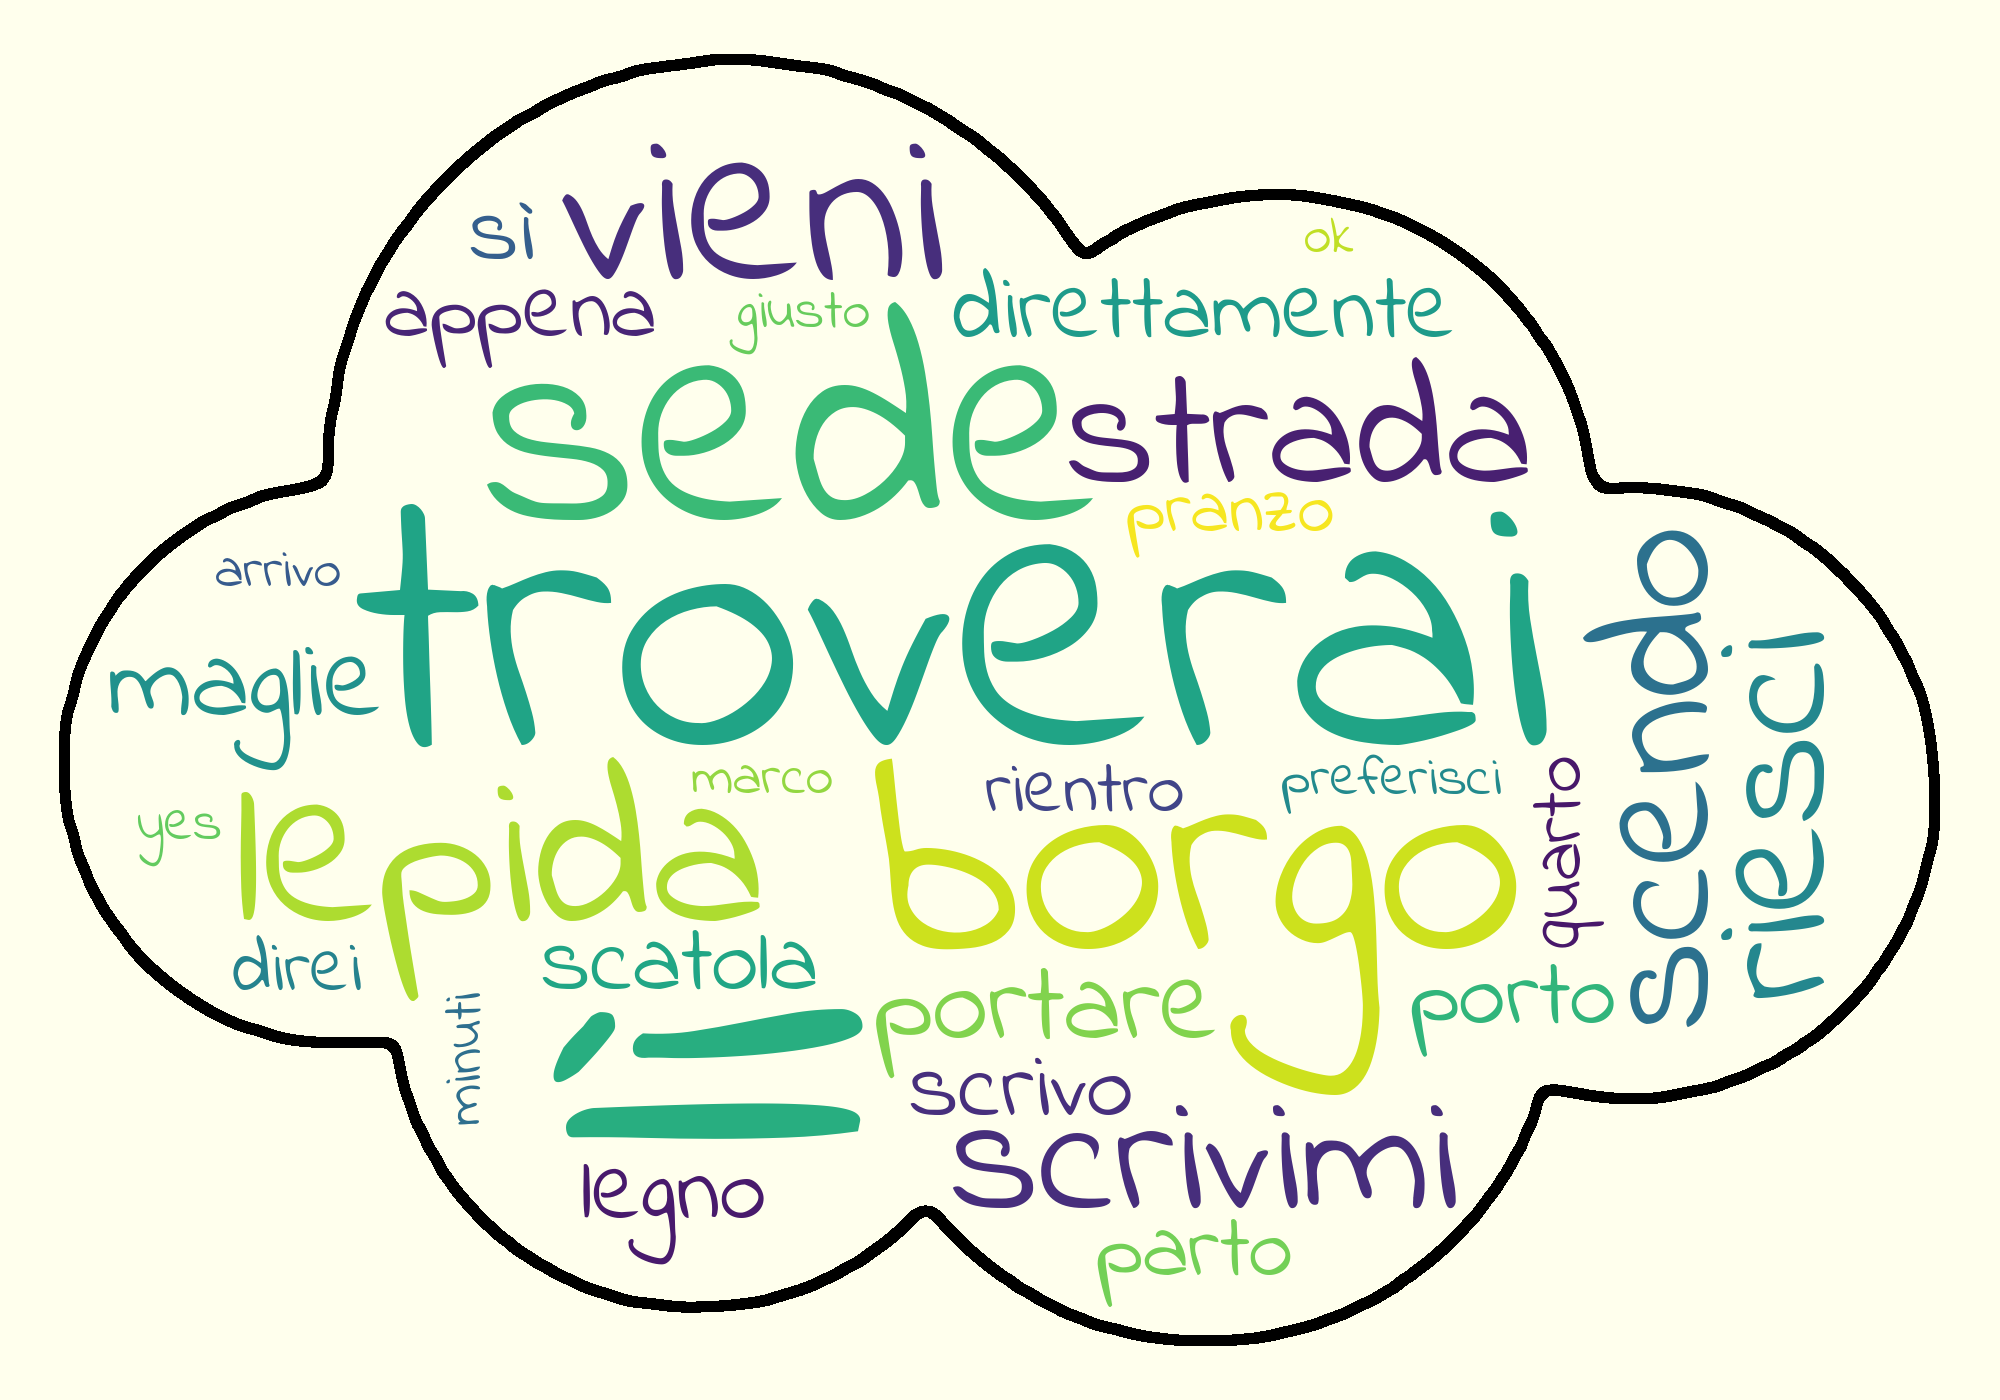 vieni
sì
ok
appena
giusto
direttamente
sede
strada
pranzo
troverai
arrivo
maglie
scendo
riesci
marco
rientro
preferisci
quarto
yes
lepida
borgo
direi
scatola
portare
porto
minuti
scrivo
scrivimi
legno
parto